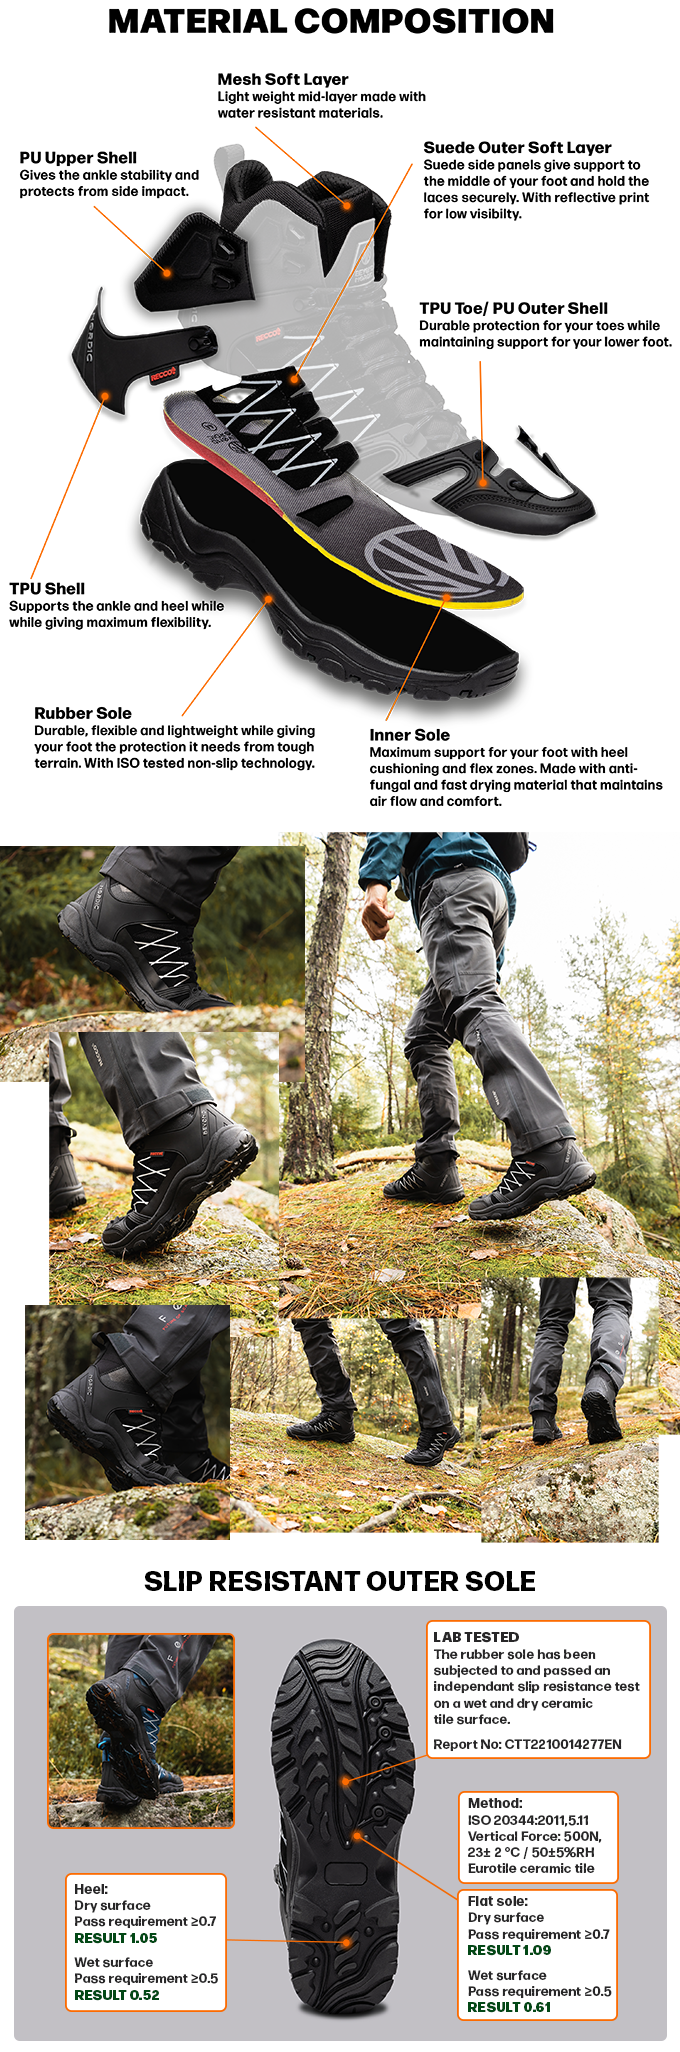 MATERIAL COMPOSITION
Mesh Soft Layer
Light weight mid-layer made with
water resistant materials.
PU Upper Shell
Gives the ankle stability and
protects from side impact.
Suede Outer Soft Layer
Suede side panels give support to
the middle of your foot and hold the
laces securely. With reflective print
for low visibilty.
TPU Toe/ PU Outer Shell
Durable protection for your toes while
maintaining support for your lower foot.
NORDIC
RECCO
RECCO
TPU Shell
Supports the ankle and heel while
while giving maximum flexibility.
Rubber Sole
Durable, flexible and lightweight while giving
your foot the protection it needs from tough
terrain. With ISO tested non-slip technology.
Inner Sole
Maximum support for your foot with heel
cushioning and flex zones. Made with anti-
fungal and fast drying material that maintains
air flow and comfort.
NORDIC
RECCO
RECCO
NORDIC
RECCO
SLIP RESISTANT OUTER SOLE
LAB TESTED
The rubber sole has been
subjected to and passed an
independant slip resistance test
on a wet and dry ceramic
tile surface.
Report No: CTT2210014277EN
Method:
ISO 20344:2011,5.11
Vertical Force: 500N,
23± 2 °C / 50±5%RH
Eurotile ceramic tile
Heel:
Dry surface
Pass requirement ≥0.7
RESULT 1.05
Wet surface
Pass requirement ≥0.5
RESULT 0.52
Flat sole:
Dry surface
Pass requirement ≥0.7
RESULT 1.09
Wet surface
Pass requirement ≥0.5
RESULT 0.61